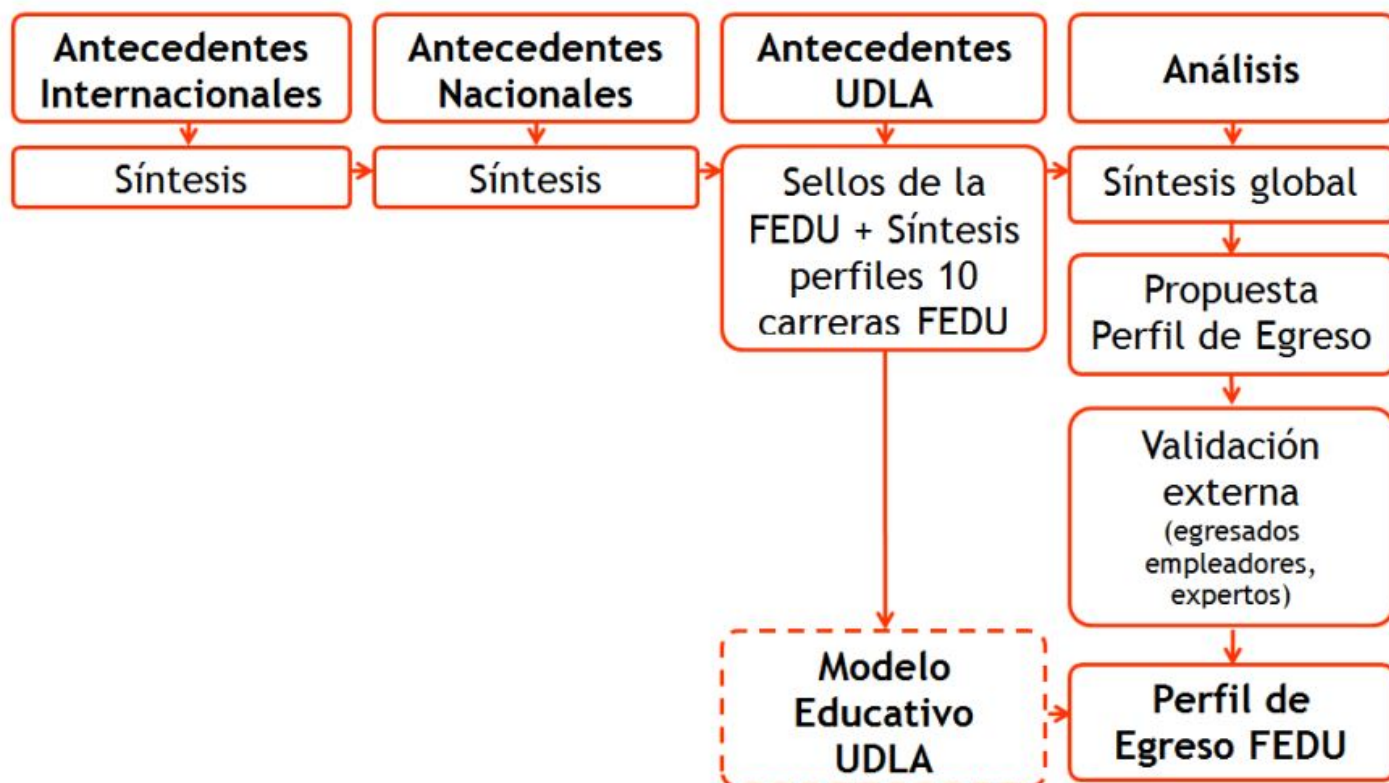 Antecedentes
Internacionales
Antecedentes
Nacionales
Antecedentes
UDLA
Análisis
Síntesis
Síntesis
Sellos de la
FEDU + Síntesis
perfiles 10
carreras FEDU
Síntesis global
Propuesta
Perfil de Egreso
Validación
externa
(egresados
empleadores,
expertos)
Modelo
Educativo
UDLA
Perfil de
Egreso FEDU